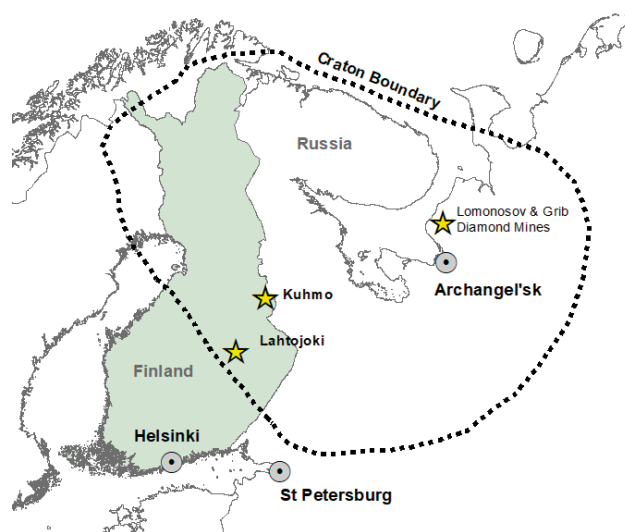 Craton Boundary
Russia
Lomonosov & Grib
Diamond Mines
Archangel'sk
Kuhmo
Lahtojoki
Finland
Helsinki
St Petersburg